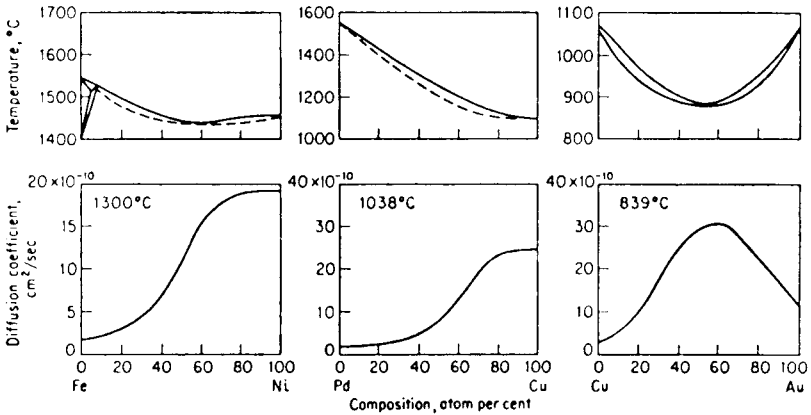 Temperature, °C
1700
1600
1500
1400
1600
1400
1200
1000
1100
1000
900
800
Diffusion coefficient, cm²/sec
20×10⁻¹⁰
15
10
5
0
1300°C
40×10⁻¹⁰
30
20
10
0
1038°C
40×10⁻¹⁰
30
20
10
0
839°C
0 20 40 60 80 100
0 20 40 60 80 100
0 20 40 60 80 100
Fe Ni Pd Cu Cu Au
Composition, atom per cent